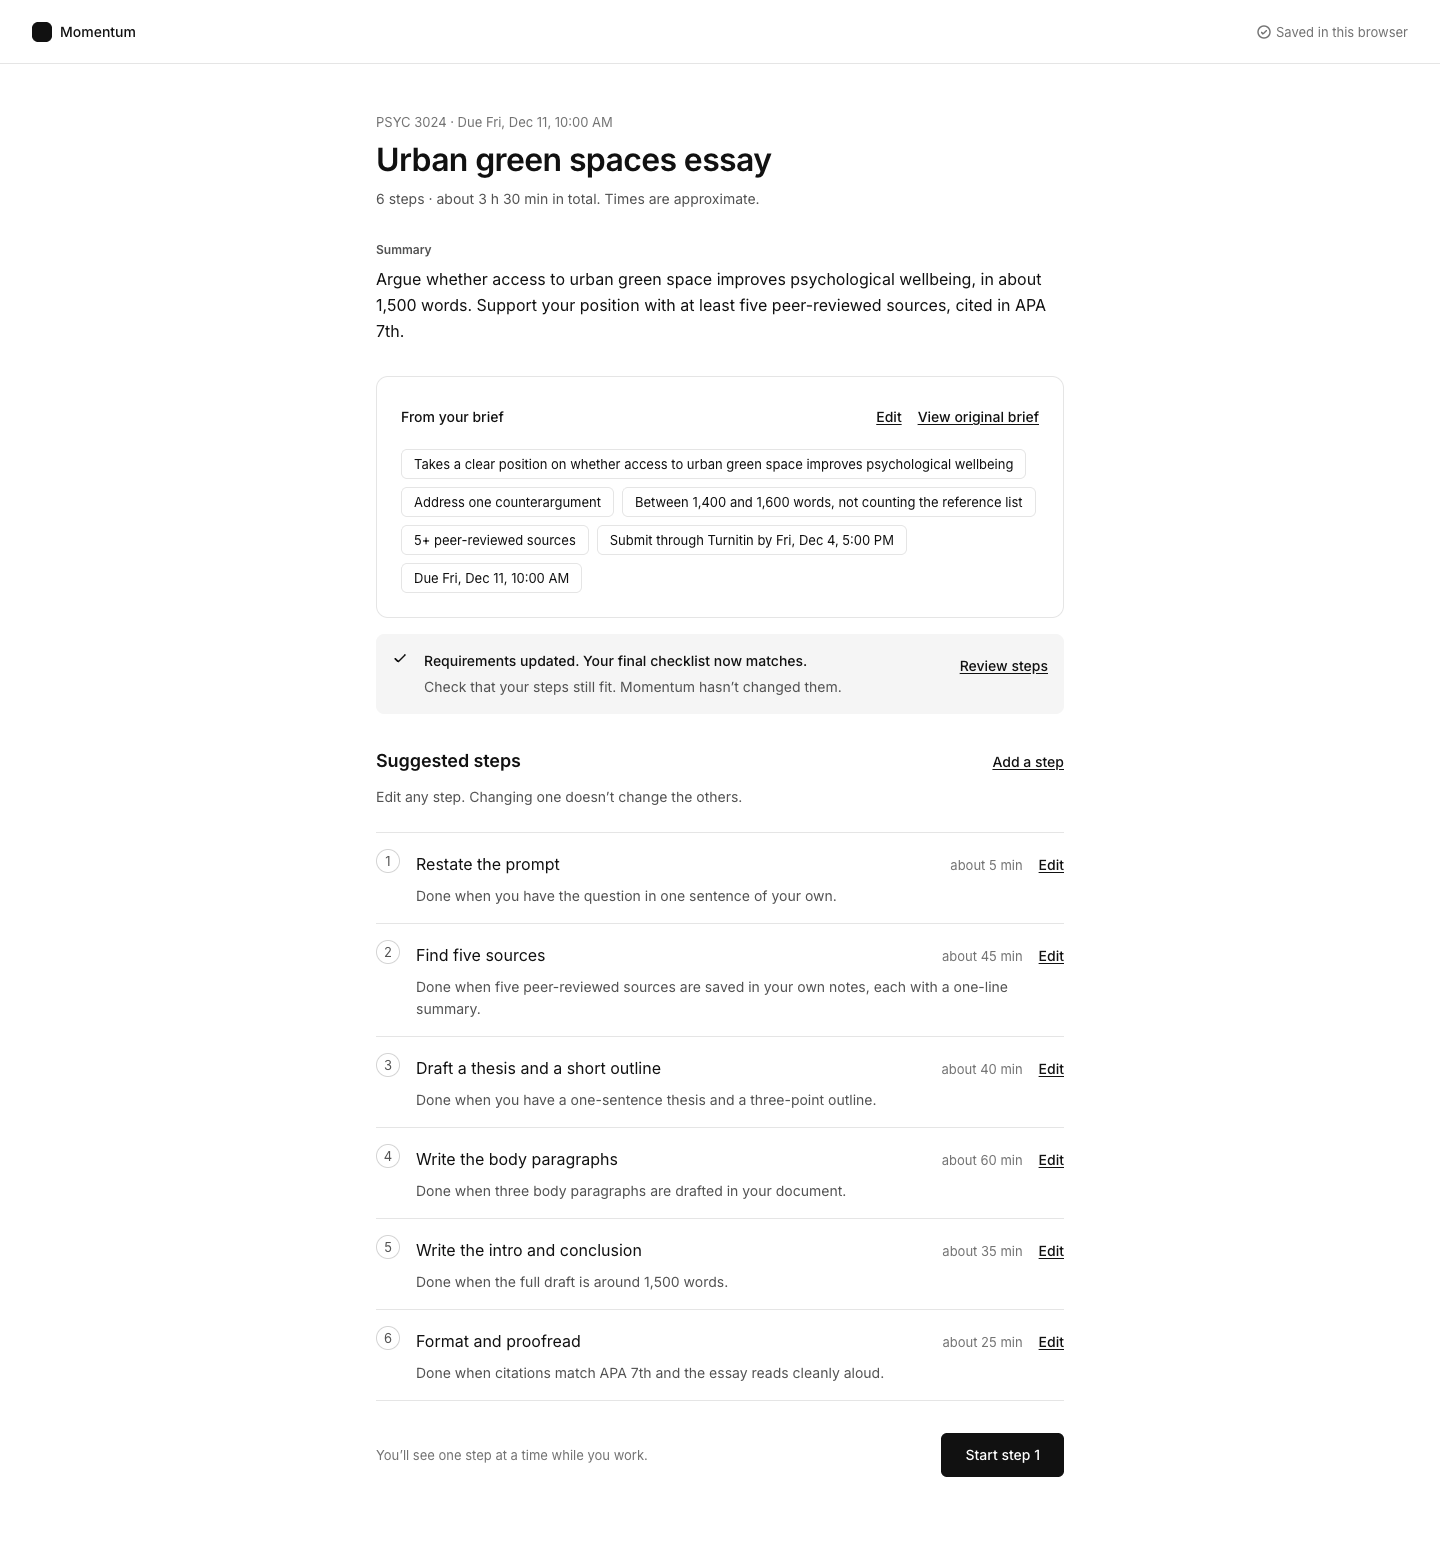 Momentum
Saved in this browser
PSYC 3024 · Due Fri, Dec 11, 10:00 AM
Urban green spaces essay
6 steps · about 3 h 30 min in total. Times are approximate.
Summary
Argue whether access to urban green space improves psychological wellbeing, in about
1,500 words. Support your position with at least five peer-reviewed sources, cited in APA
7th.
From your brief
Edit
View original brief
Takes a clear position on whether access to urban green space improves psychological wellbeing
Address one counterargument
Between 1,400 and 1,600 words, not counting the reference list
5+ peer-reviewed sources
Submit through Turnitin by Fri, Dec 4, 5:00 PM
Due Fri, Dec 11, 10:00 AM
Requirements updated. Your final checklist now matches.
Check that your steps still fit. Momentum hasn’t changed them.
Review steps
Suggested steps
Add a step
Edit any step. Changing one doesn’t change the others.
1
Restate the prompt
about 5 min
Edit
Done when you have the question in one sentence of your own.
2
Find five sources
about 45 min
Edit
Done when five peer-reviewed sources are saved in your own notes, each with a one-line
summary.
3
Draft a thesis and a short outline
about 40 min
Edit
Done when you have a one-sentence thesis and a three-point outline.
4
Write the body paragraphs
about 60 min
Edit
Done when three body paragraphs are drafted in your document.
5
Write the intro and conclusion
about 35 min
Edit
Done when the full draft is around 1,500 words.
6
Format and proofread
about 25 min
Edit
Done when citations match APA 7th and the essay reads cleanly aloud.
You’ll see one step at a time while you work.
Start step 1